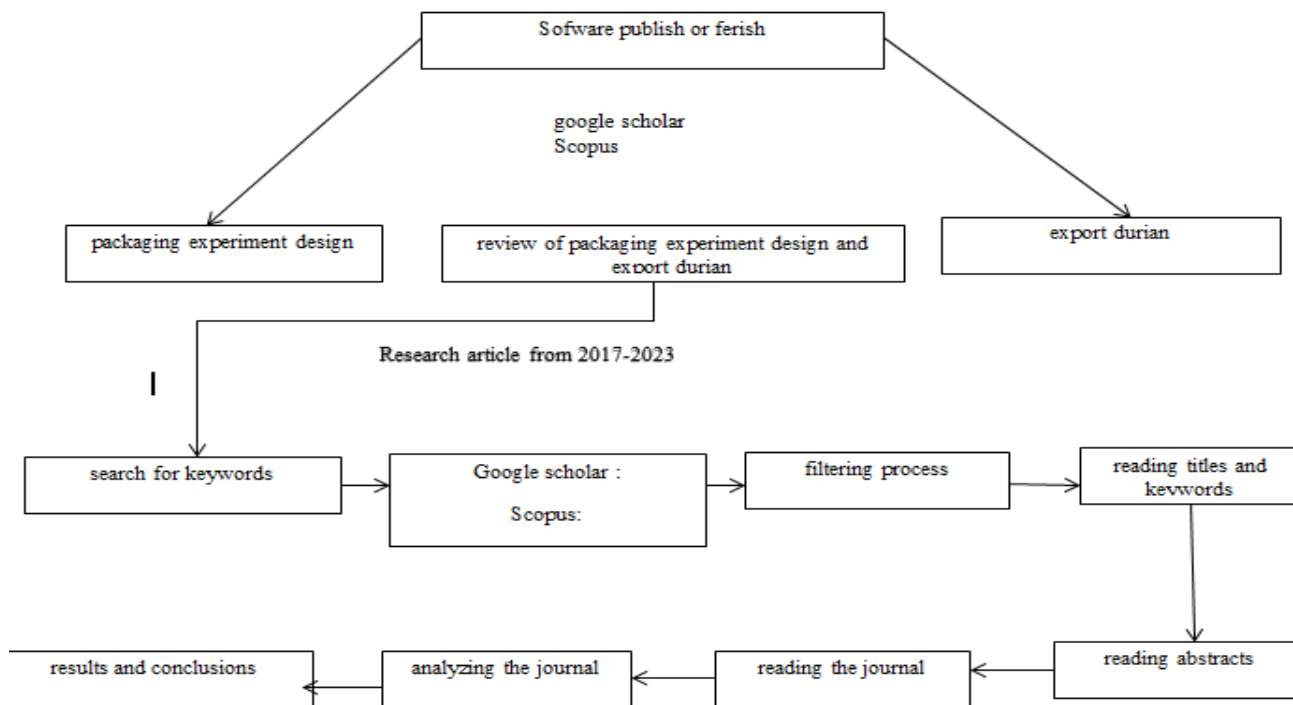 Sofware publish or ferish
google scholar
Scopus
packaging experiment design
review of packaging experiment design and
export durian
export durian
Research article from 2017-2023
search for keywords
Google scholar :
Scopus:
filtering process
reading titles and
keywords
reading abstracts
reading the journal
analyzing the journal
results and conclusions